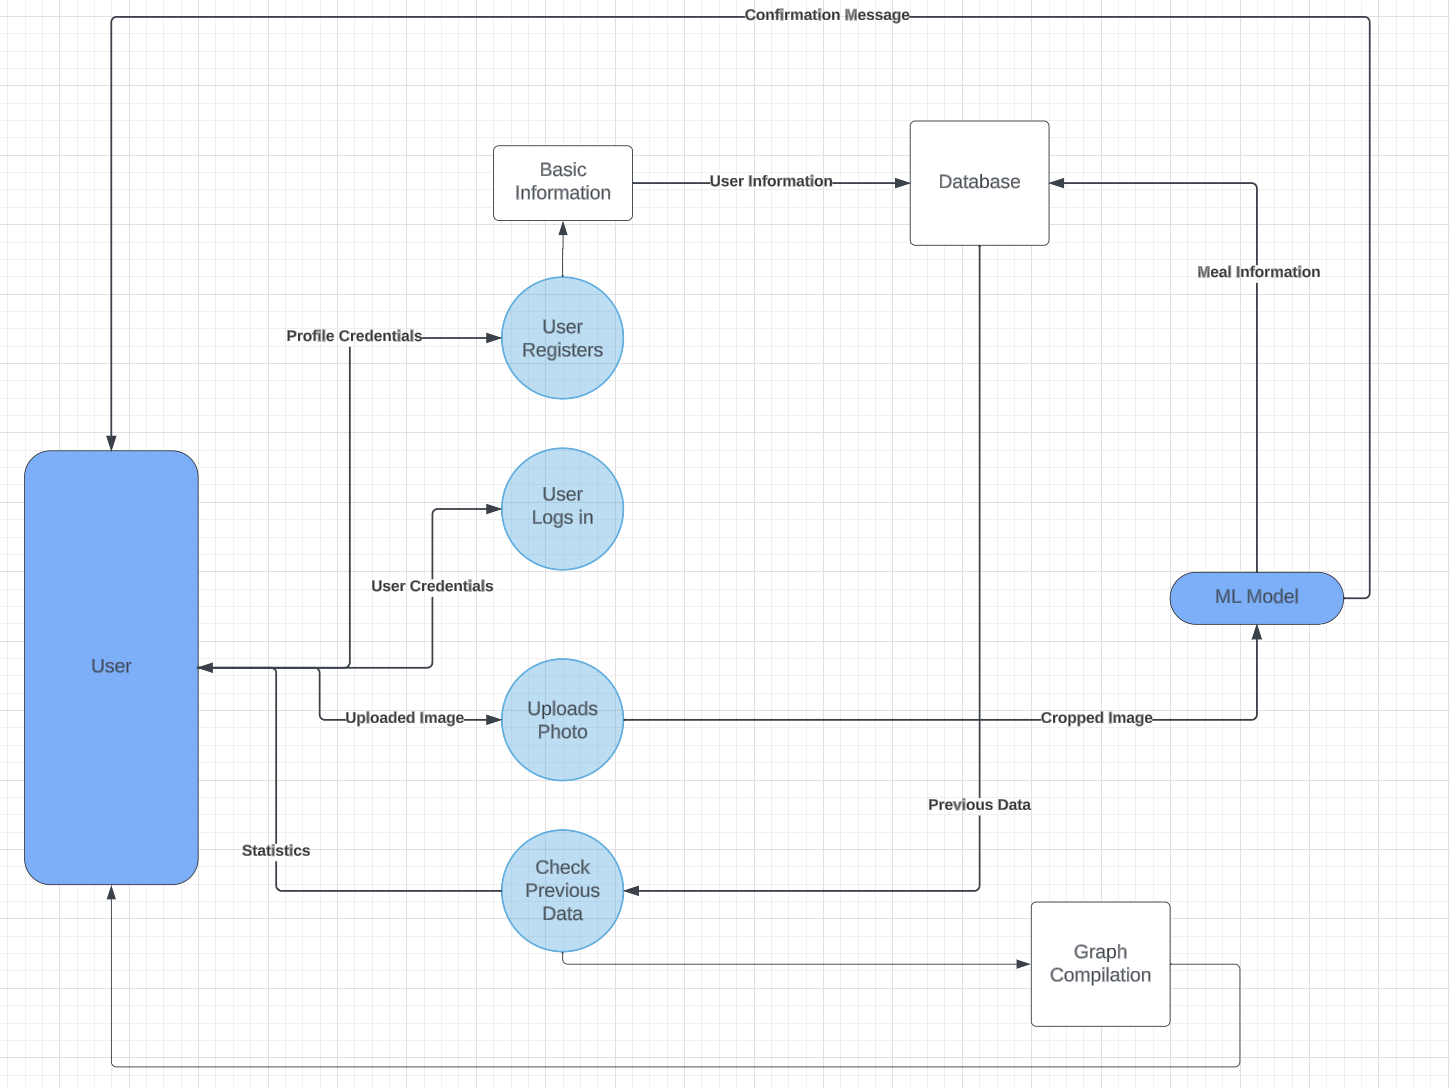 Confirmation Message
Basic
Information
User Information
Database
Meal Information
User
Registers
Profile Credentials
User
Logs in
User Credentials
ML Model
User
Uploads
Photo
Uploaded Image
Cropped Image
Previous Data
Statistics
Check
Previous
Data
Graph
Compilation